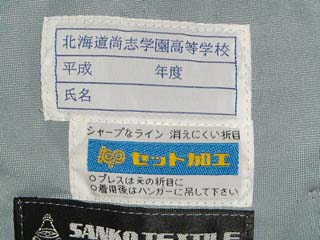 北海道尚志学園高等学校
平成 年度
氏名
シャープなライン 消えにくい折目
セット加工
○プレスは元の折目に
○着用後はハンガーに吊して下さい
SANKO TEXTILE